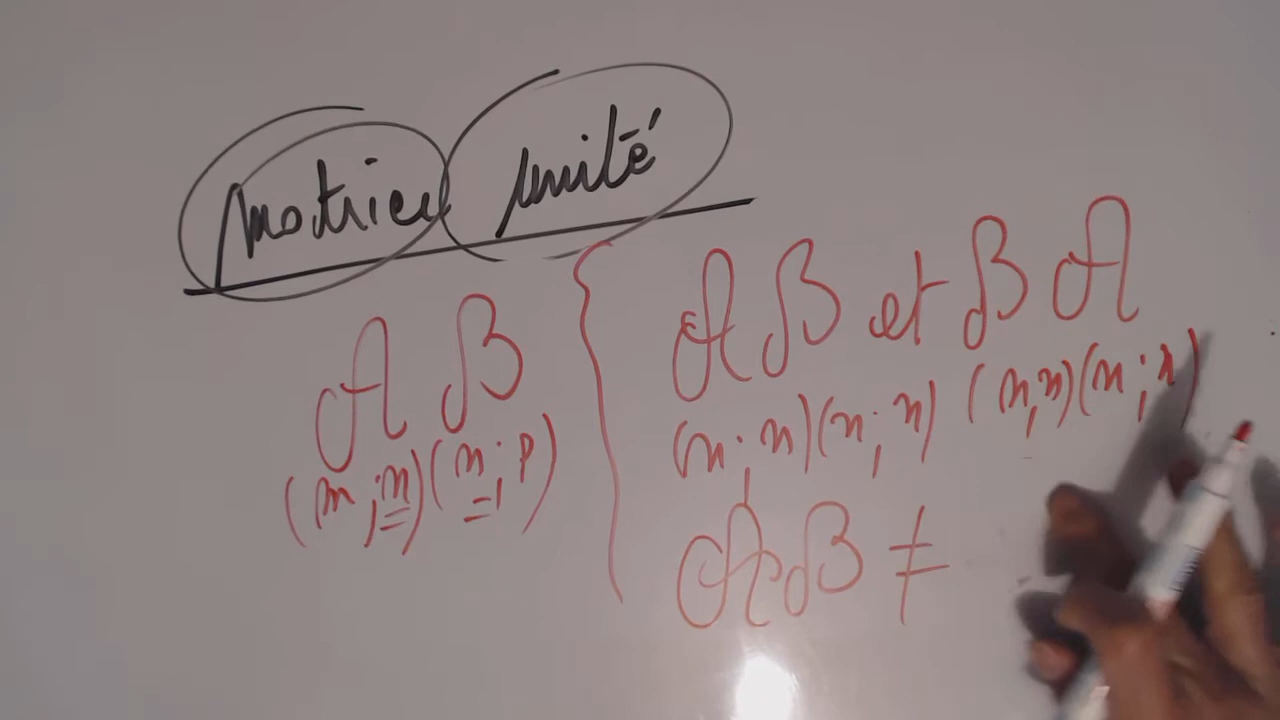 Matrice unité
A B { AB et BA
(m;n)(n;p) (n;n)(n;n) (n,n)(n;n)
AB ≠